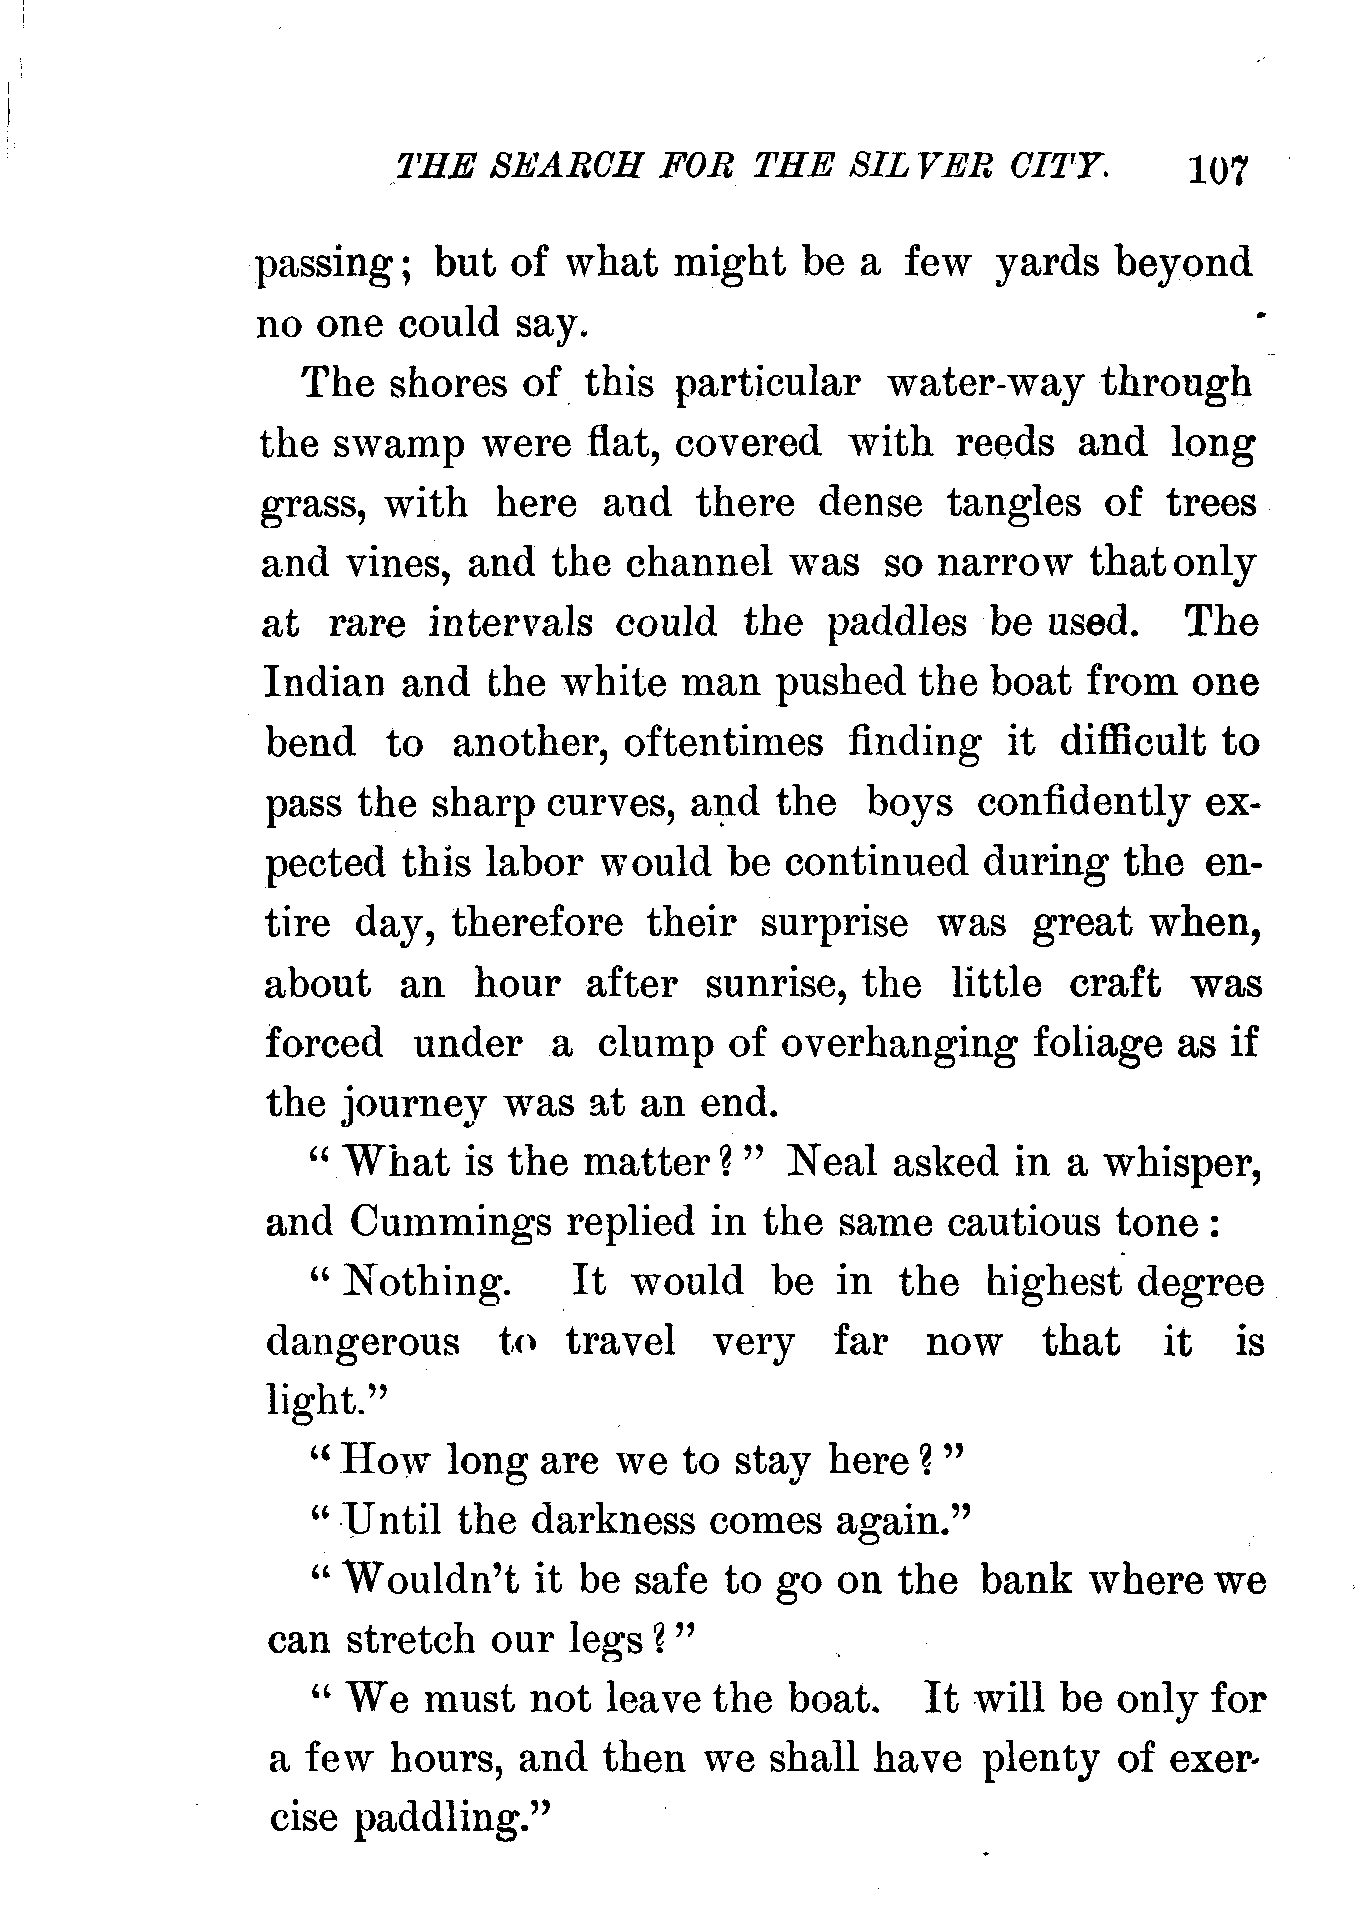 THE SEARCH FOR THE SILVER CITY. 107
passing; but of what might be a few yards beyond
no one could say.
The shores of this particular water-way through
the swamp were flat, covered with reeds and long
grass, with here and there dense tangles of trees
and vines, and the channel was so narrow that only
at rare intervals could the paddles be used. The
Indian and the white man pushed the boat from one
bend to another, oftentimes finding it difficult to
pass the sharp curves, and the boys confidently ex-
pected this labor would be continued during the en-
tire day, therefore their surprise was great when,
about an hour after sunrise, the little craft was
forced under a clump of overhanging foliage as if
the journey was at an end.
“ What is the matter ? ” Neal asked in a whisper,
and Cummings replied in the same cautious tone :
“ Nothing. It would be in the highest degree
dangerous to travel very far now that it is
light.”
“ How long are we to stay here ? ”
“ Until the darkness comes again.”
“ Wouldn’t it be safe to go on the bank where we
can stretch our legs ? ”
“ We must not leave the boat. It will be only for
a few hours, and then we shall have plenty of exer-
cise paddling.”